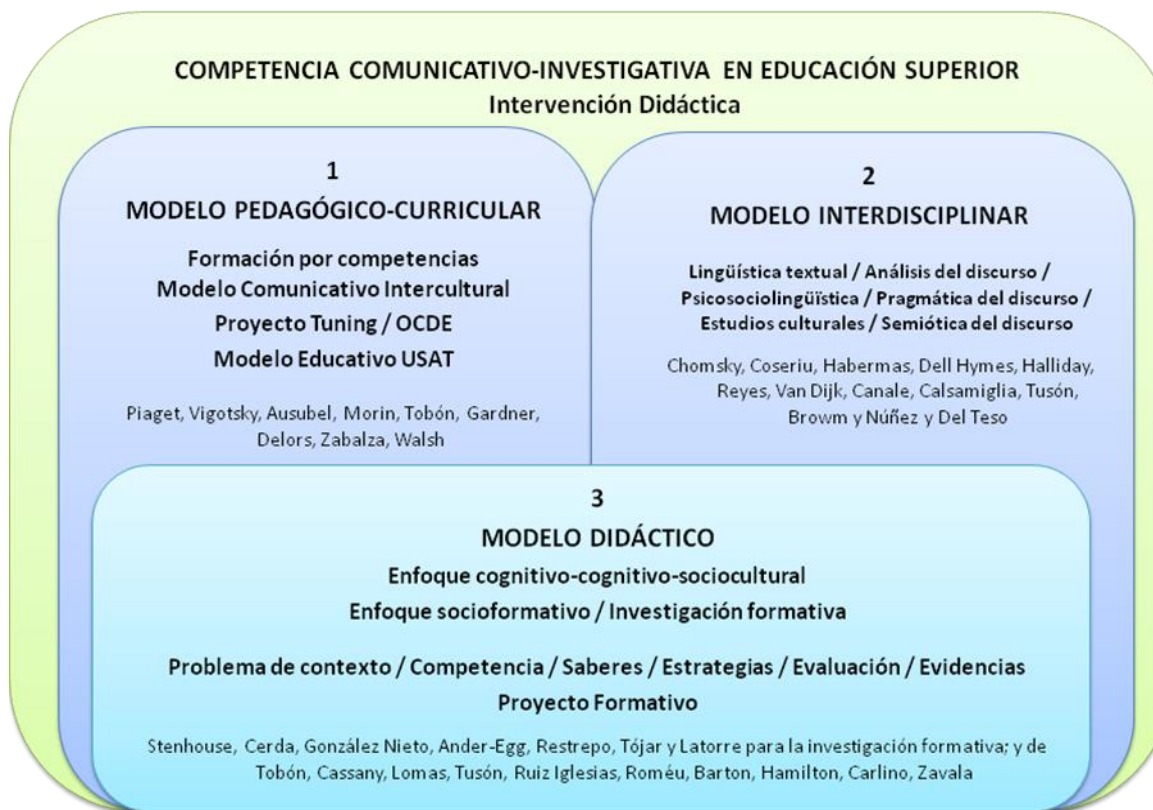 COMPETENCIA COMUNICATIVO-INVESTIGATIVA EN EDUCACIÓN SUPERIOR
Intervención Didáctica
1
MODELO PEDAGÓGICO-CURRICULAR
Formación por competencias
Modelo Comunicativo Intercultural
Proyecto Tuning / OCDE
Modelo Educativo USAT
Piaget, Vigotsky, Ausubel, Morin, Tobón, Gardner,
Delors, Zabalza, Walsh
2
MODELO INTERDISCIPLINAR
Lingüística textual / Análisis del discurso /
Psicosociolingüïstica / Pragmática del discurso /
Estudios culturales / Semiótica del discurso
Chomsky, Coseriu, Habermas, Dell Hymes, Halliday,
Reyes, Van Dijk, Canale, Calsamiglia, Tusón,
Browm y Núñez y Del Teso
3
MODELO DIDÁCTICO
Enfoque cognitivo-cognitivo-sociocultural
Enfoque socioformativo / Investigación formativa
Problema de contexto / Competencia / Saberes / Estrategias / Evaluación / Evidencias
Proyecto Formativo
Stenhouse, Cerda, González Nieto, Ander-Egg, Restrepo, Tójar y Latorre para la investigación formativa; y de
Tobón, Cassany, Lomas, Tusón, Ruiz Iglesias, Roméu, Barton, Hamilton, Carlino, Zavala